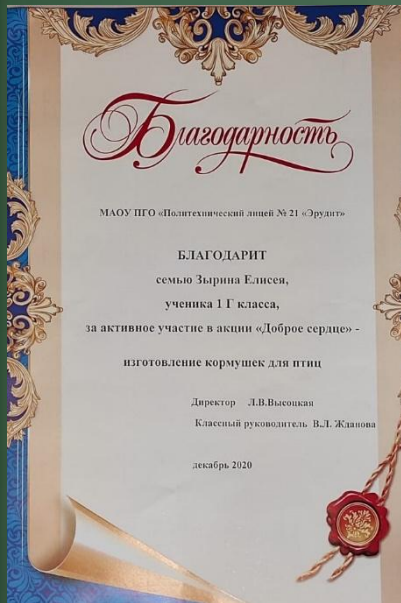 Благодарность
МАОУ ПГО «Политехнический лицей № 21 «Эрудит»
БЛАГОДАРИТ
семью Зырина Елисея,
ученика 1 Г класса,
за активное участие в акции «Доброе сердце» -
изготовление кормушек для птиц
Директор Л.В.Высоцкая
Классный руководитель В.Л. Жданова
декабрь 2020